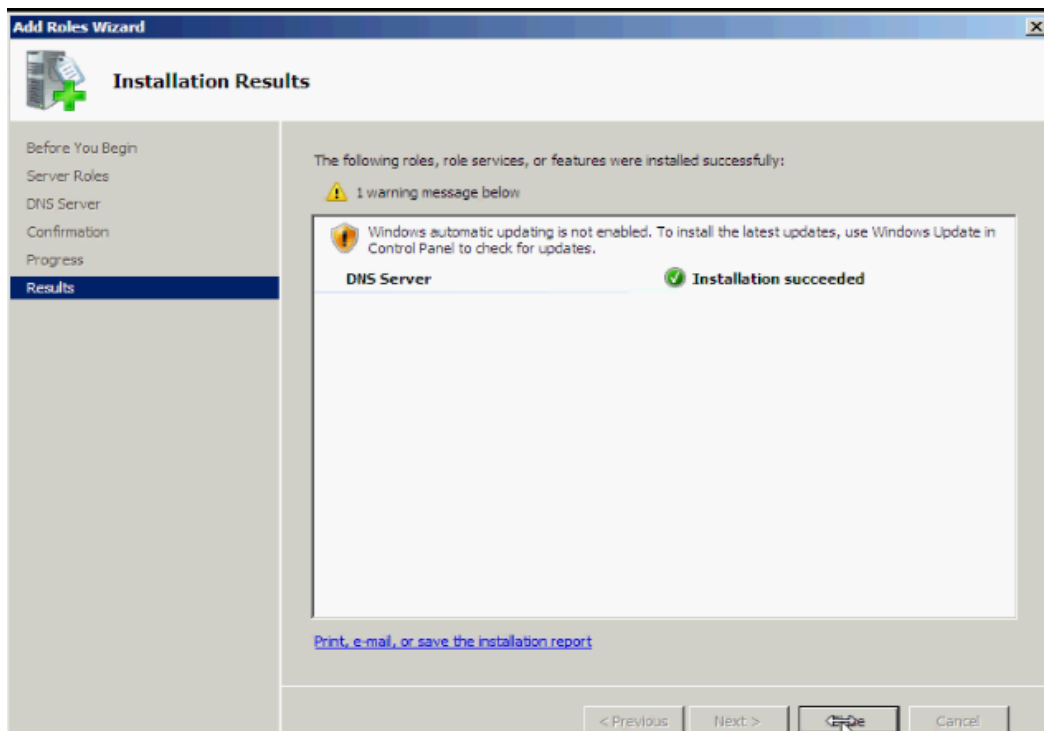 Add Roles Wizard
Installation Results
Before You Begin
Server Roles
DNS Server
Confirmation
Progress
Results
The following roles, role services, or features were installed successfully:
1 warning message below
Windows automatic updating is not enabled. To install the latest updates, use Windows Update in
Control Panel to check for updates.
DNS Server Installation succeeded
Print, e-mail, or save the installation report
< Previous Next > Cancel